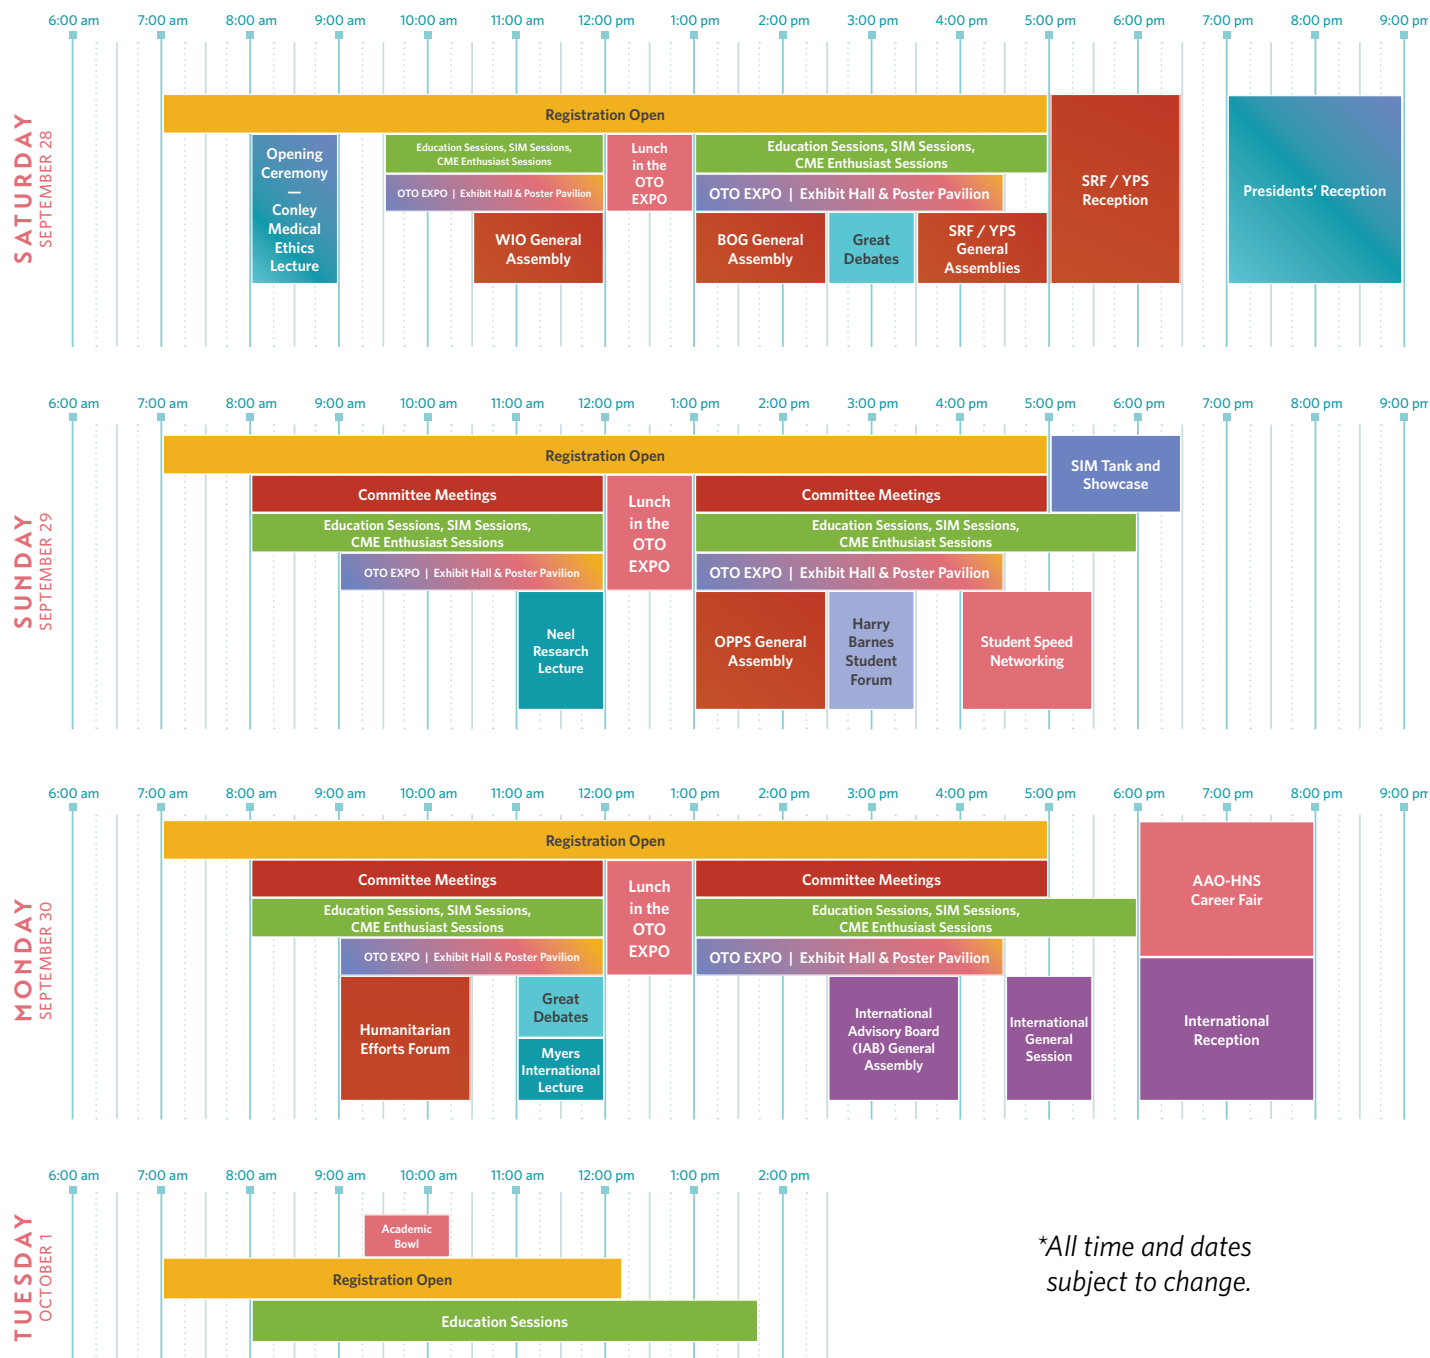 6:00 am 7:00 am 8:00 am 9:00 am 10:00 am 11:00 am 12:00 pm 1:00 pm 2:00 pm 3:00 pm 4:00 pm 5:00 pm 6:00 pm 7:00 pm 8:00 pm 9:00 pm
SATURDAY
SEPTEMBER 28
Registration Open
Opening
Ceremony
—
Conley
Medical
Ethics
Lecture
Education Sessions, SIM Sessions,
CME Enthusiast Sessions
OTO EXPO | Exhibit Hall & Poster Pavilion
WIO General
Assembly
Lunch
in the
OTO
EXPO
Education Sessions, SIM Sessions,
CME Enthusiast Sessions
OTO EXPO | Exhibit Hall & Poster Pavilion
BOG General
Assembly
Great
Debates
SRF / YPS
General
Assemblies
SRF / YPS
Reception
Presidents' Reception
6:00 am 7:00 am 8:00 am 9:00 am 10:00 am 11:00 am 12:00 pm 1:00 pm 2:00 pm 3:00 pm 4:00 pm 5:00 pm 6:00 pm 7:00 pm 8:00 pm 9:00 pm
SUNDAY
SEPTEMBER 29
Registration Open
Committee Meetings
Education Sessions, SIM Sessions,
CME Enthusiast Sessions
OTO EXPO | Exhibit Hall & Poster Pavilion
Neel
Research
Lecture
Lunch
in the
OTO
EXPO
Committee Meetings
Education Sessions, SIM Sessions,
CME Enthusiast Sessions
OTO EXPO | Exhibit Hall & Poster Pavilion
OPPS General
Assembly
Harry
Barnes
Student
Forum
Student Speed
Networking
SIM Tank and
Showcase
6:00 am 7:00 am 8:00 am 9:00 am 10:00 am 11:00 am 12:00 pm 1:00 pm 2:00 pm 3:00 pm 4:00 pm 5:00 pm 6:00 pm 7:00 pm 8:00 pm 9:00 pm
MONDAY
SEPTEMBER 30
Registration Open
Committee Meetings
Education Sessions, SIM Sessions,
CME Enthusiast Sessions
OTO EXPO | Exhibit Hall & Poster Pavilion
Humanitarian
Efforts Forum
Great
Debates
Myers
International
Lecture
Lunch
in the
OTO
EXPO
Committee Meetings
Education Sessions, SIM Sessions,
CME Enthusiast Sessions
OTO EXPO | Exhibit Hall & Poster Pavilion
International
Advisory Board
(IAB) General
Assembly
International
General
Session
AAO-HNS
Career Fair
International
Reception
6:00 am 7:00 am 8:00 am 9:00 am 10:00 am 11:00 am 12:00 pm 1:00 pm 2:00 pm
TUESDAY
OCTOBER 1
Academic
Bowl
Registration Open
Education Sessions
*All time and dates
subject to change.